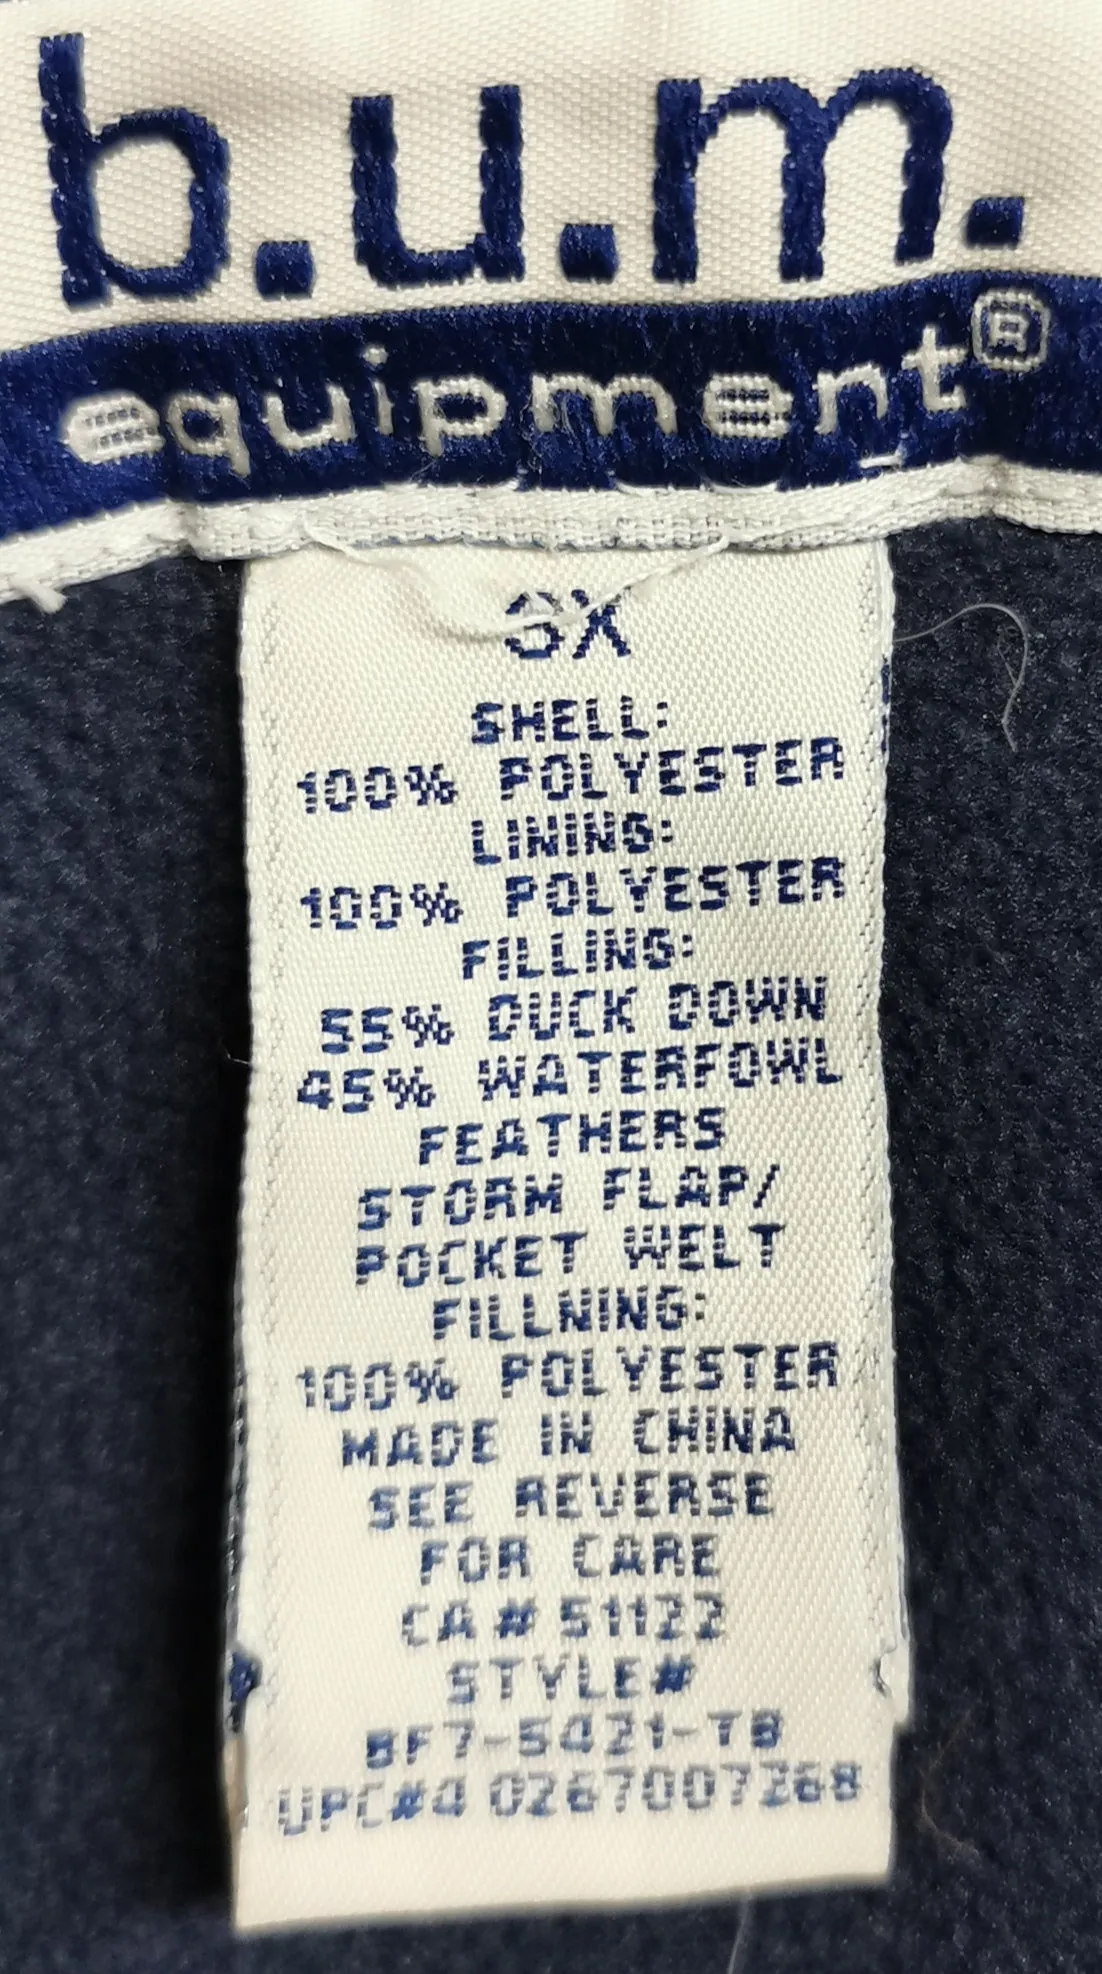 b.u.m.
equipment®
3X
SHELL:
100% POLYESTER
LINING:
100% POLYESTER
FILLING:
55% DUCK DOWN
45% WATERFOWL
FEATHERS
STORM FLAP/
POCKET WELT
FILLNING:
100% POLYESTER
MADE IN CHINA
SEE REVERSE
FOR CARE
CA# 51122
STYLE#
BF7-5421-TB
UPC#4 0267007268